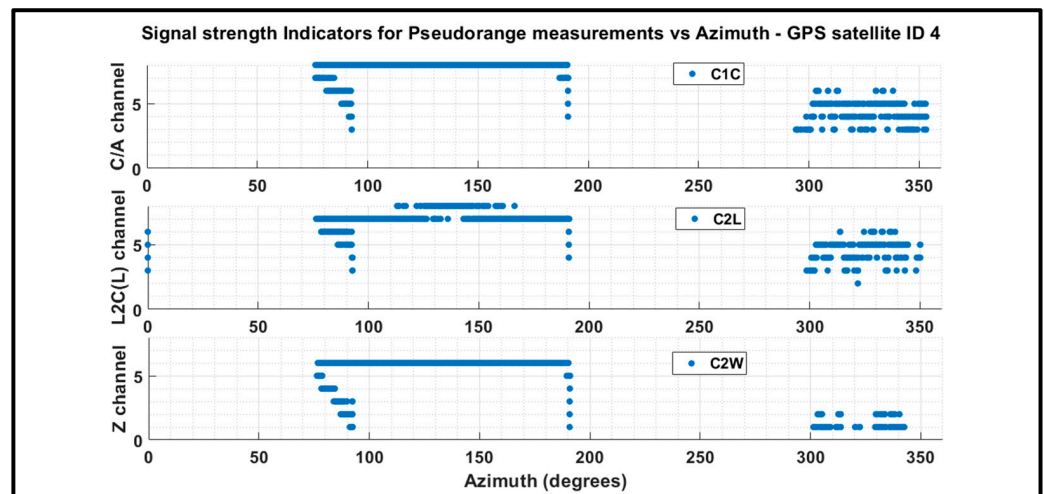 Signal strength Indicators for Pseudorange measurements vs Azimuth - GPS satellite ID 4
C/A channel
5
0
C1C
0 50 100 150 200 250 300 350
L2C(L) channel
5
0
C2L
0 50 100 150 200 250 300 350
Z channel
5
0
C2W
0 50 100 150 200 250 300 350
Azimuth (degrees)